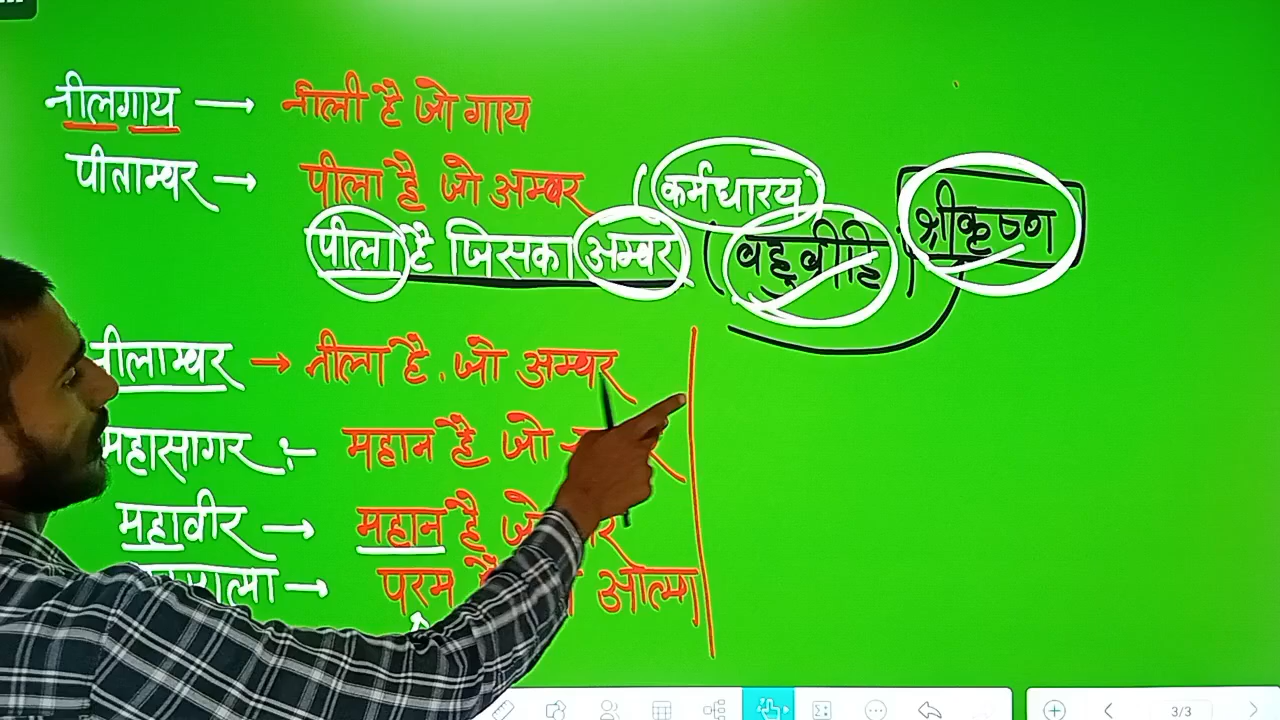 नीलगाय → नीली है जो गाय
पीताम्बर → पीला है जो अम्बर (कर्मधारय)
पीला है जिसका अम्बर (बहुव्रीहि) श्रीकृष्ण
नीलाम्बर → नीला है जो अम्बर
महासागर :- महान है जो
महावीर → महान है जो
→ परम है आत्मा
3/3